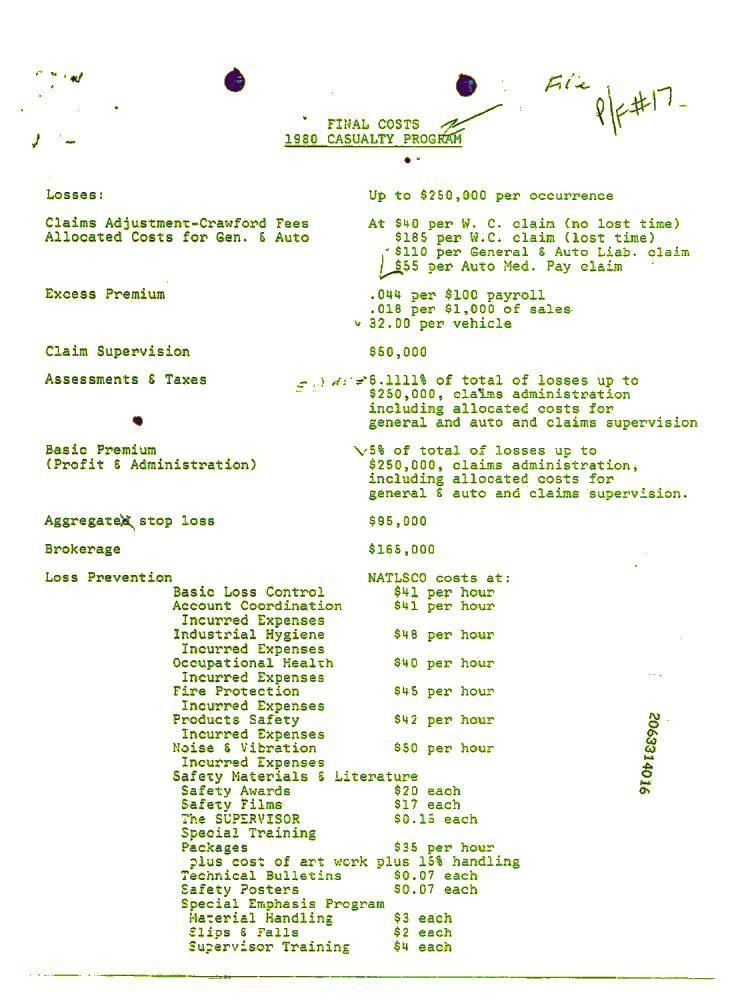 File
P/F#17
FINAL COSTS
1980 CASUALTY PROGRAM
Losses: Up to $250,000 per occurrence
Claims Adjustment-Crawford Fees At $40 per W. C. claim (no lost time)
Allocated Costs for Gen. & Auto $185 per W.C. claim (lost time)
$110 per General & Auto Liab. claim
$55 per Auto Med. Pay claim
Excess Premium .044 per $100 payroll
.018 per $1,000 of sales
32.00 per vehicle
Claim Supervision $50,000
Assessments & Taxes 6.1111% of total of losses up to
$250,000, claims administration
including allocated costs for
general and auto and claims supervision
Basic Premium 5% of total of losses up to
(Profit & Administration) $250,000, claims administration,
including allocated costs for
general & auto and claims supervision.
Aggregate stop loss $95,000
Brokerage $165,000
Loss Prevention NATLSCO costs at:
Basic Loss Control $41 per hour
Account Coordination $41 per hour
Incurred Expenses
Industrial Hygiene $48 per hour
Incurred Expenses
Occupational Health $40 per hour
Incurred Expenses
Fire Protection $45 per hour
Incurred Expenses
Products Safety $42 per hour
Incurred Expenses
Noise & Vibration $50 per hour
Incurred Expenses
Safety Materials & Literature
Safety Awards $20 each
Safety Films $17 each
The SUPERVISOR $0.15 each
Special Training
Packages $35 per hour
plus cost of art work plus 15% handling
Technical Bulletins $0.07 each
Safety Posters $0.07 each
Special Emphasis Program
Material Handling $3 each
Slips & Falls $2 each
Supervisor Training $4 each
2063314016